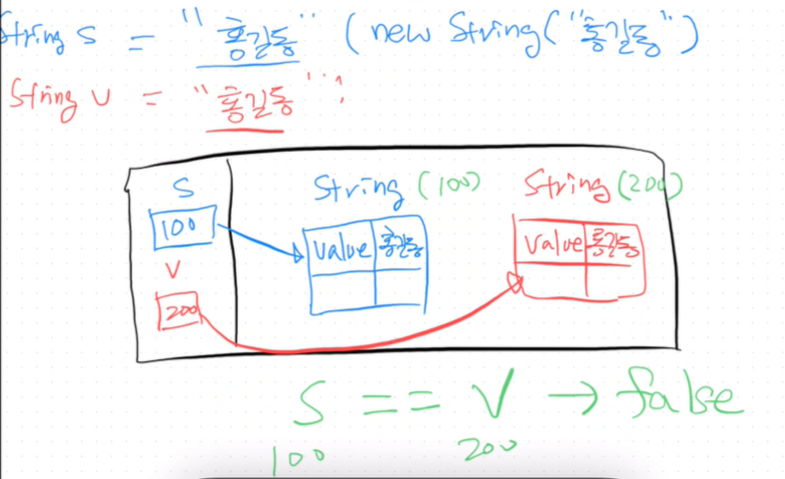 String s = "홍길동" (new String("홍길동")
String v = "홍길동";
S String (100) String (200)
100 value 홍길동 value 홍길동
V
200
S == V → false
100 200